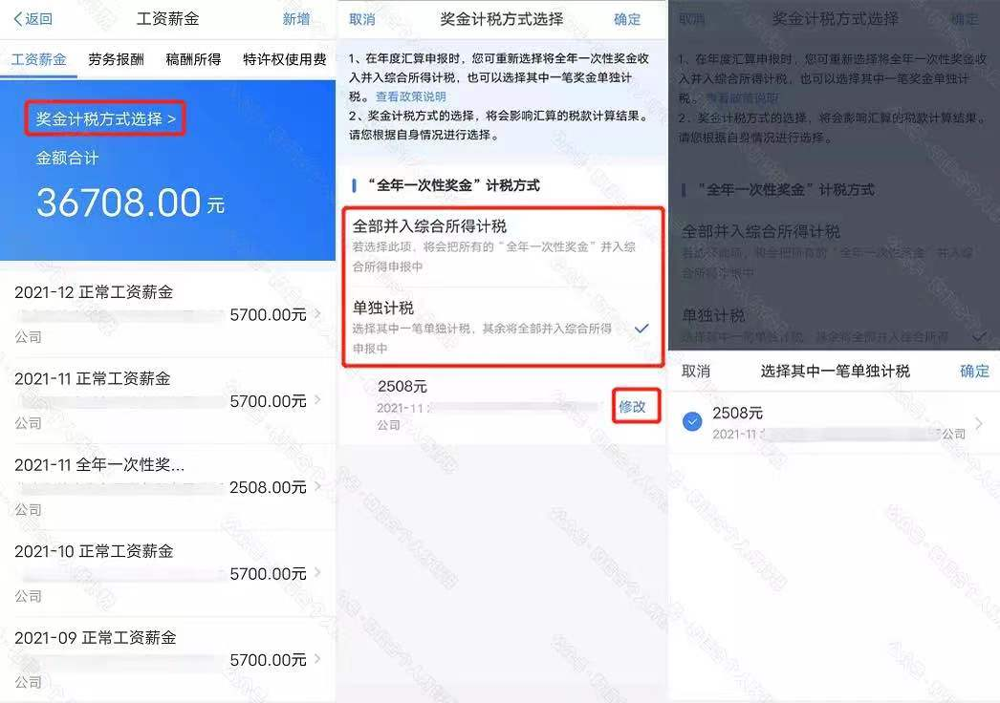 返回
工资薪金
新增
工资薪金
劳务报酬
稿酬所得
特许权使用费
奖金计税方式选择 >
金额合计
36708.00元
2021-12 正常工资薪金
5700.00元
公司
2021-11 正常工资薪金
5700.00元
公司
2021-11 全年一次性奖...
2508.00元
公司
2021-10 正常工资薪金
5700.00元
公司
2021-09 正常工资薪金
5700.00元
公司
取消
奖金计税方式选择
确定
1、在年度汇算申报时，您可重新选择将全年一次性奖金收
入并入综合所得计税，也可以选择其中一笔奖金单独计
税。查看政策说明
2、奖金计税方式的选择，将会影响汇算的税款计算结果。
请您根据自身情况进行选择。
“全年一次性奖金”计税方式
全部并入综合所得计税
若选择此项，将会把所有的“全年一次性奖金”并入综
合所得申报中
单独计税
选择其中一笔单独计税，其余将全部并入综合所得
申报中
2508元
2021-11
公司
修改
取消
奖金计税方式选择
确定
1、在年度汇算申报时，您可重新选择将全年一次性奖金收
入并入综合所得计税，也可以选择其中一笔奖金单独计
税。查看政策说明
2、奖金计税方式的选择，将会影响汇算的税款计算结果。
请您根据自身情况进行选择。
“全年一次性奖金”计税方式
全部并入综合所得计税
若选择此项，将会把所有的“全年一次性奖金”并入综
合所得申报中
单独计税
选择其中一笔单独计税，其余将全部并入综合所得
取消
选择其中一笔单独计税
确定
2508元
2021-11
公司